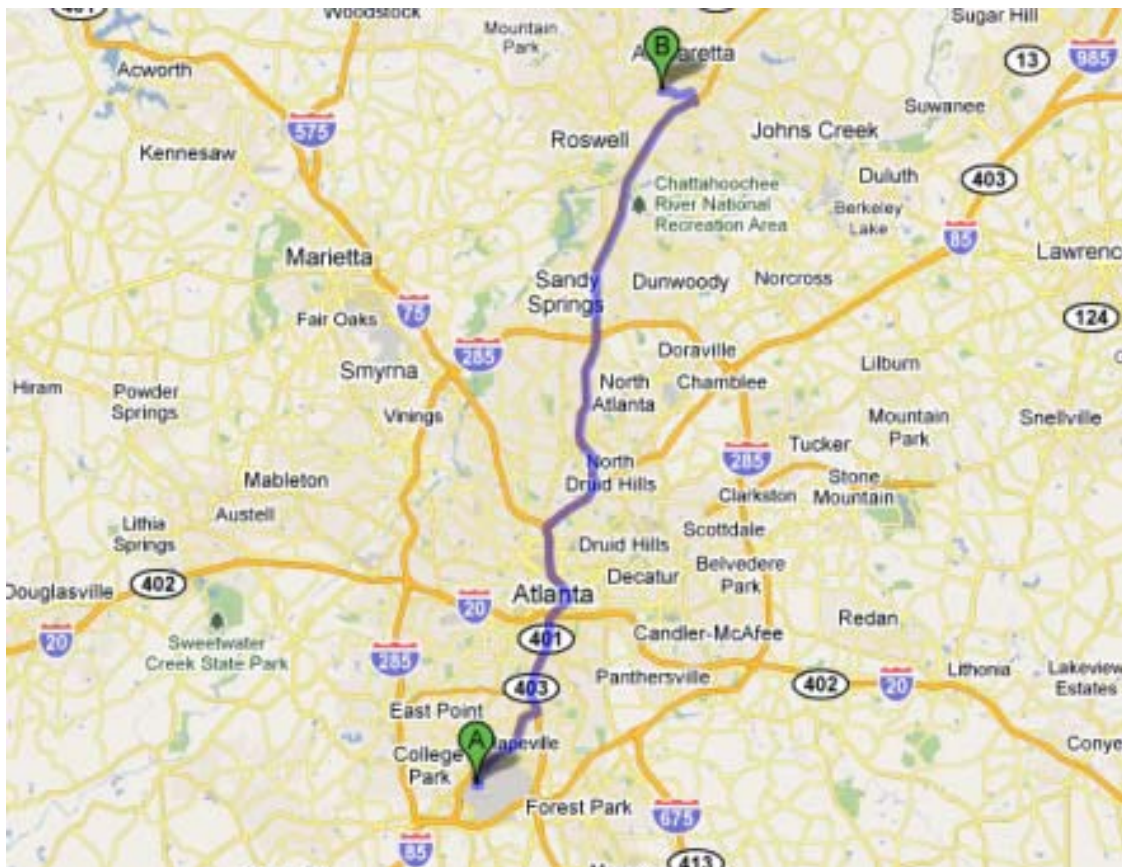 401
Woodstock
Mountain
Park
Sugar Hill
13
985
Acworth
B
Suwanee
575
Roswell
Johns Creek
Kennesaw
Chattahoochee
River National
Recreation Area
Duluth
403
Berkeley
Lake
85
Marietta
Lawrenc
Sandy
Springs
Dunwoody
Norcross
75
Fair Oaks
124
285
Doraville
Lilburn
Smyrna
Hiram
Powder
Springs
North
Atlanta
Chamblee
Vinings
Mountain
Park
Snellville
Tucker
North
Druid Hills
285
Mableton
Stone
Mountain
Clarkston
Austell
Lithia
Springs
Scottdale
Druid Hills
Belvedere
Park
Decatur
402
Douglasville
Atlanta
20
Redan
20
Sweetwater
Creek State Park
401
Candler-McAfee
285
Lithonia
Lakeview
Estates
403
Panthersville
402
20
East Point
A
apeville
College
Park
Conye
Forest Park
675
85
413